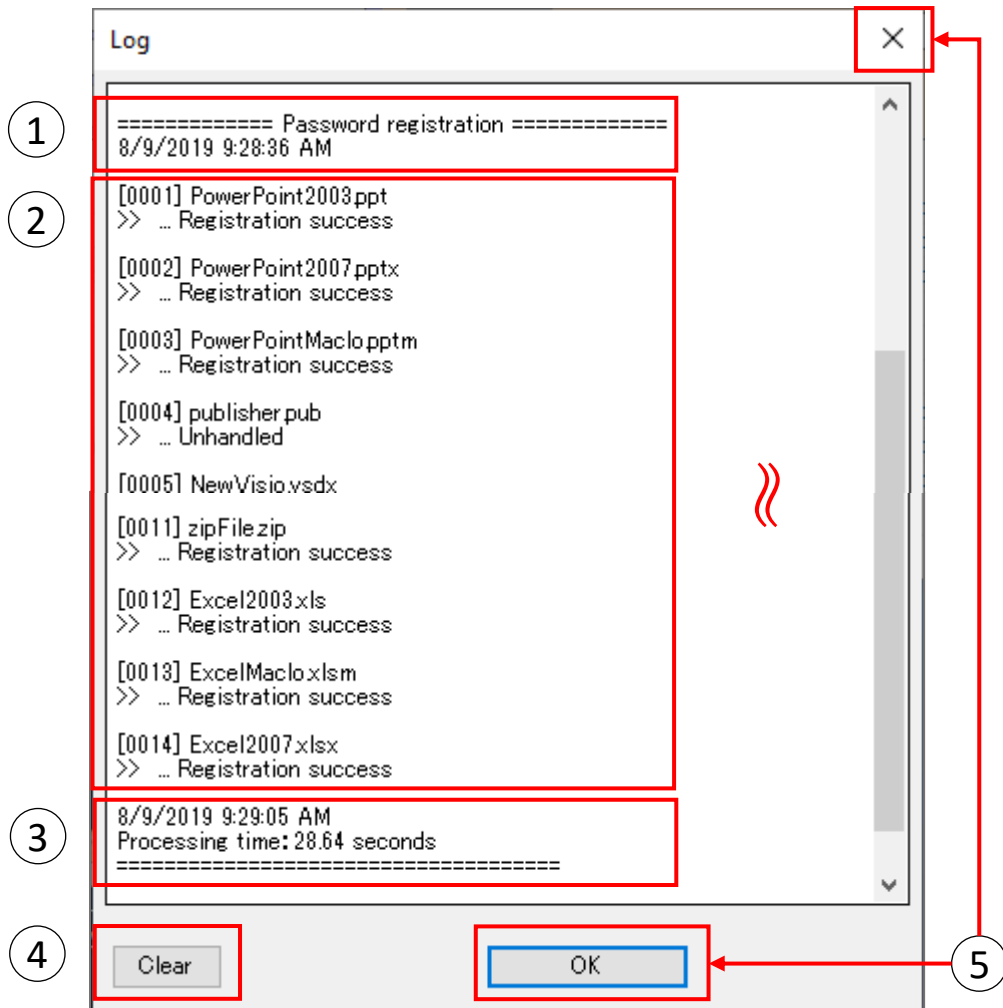 Log
①
============= Password registration =============
8/9/2019 9:28:36 AM
②
[0001] PowerPoint2003.ppt
>> ... Registration success
[0002] PowerPoint2007.pptx
>> ... Registration success
[0003] PowerPointMaclo.pptm
>> ... Registration success
[0004] publisher.pub
>> ... Unhandled
[0005] NewVisio.vsdx
[0011] zipFile.zip
>> ... Registration success
[0012] Excel2003.xls
>> ... Registration success
[0013] ExcelMaclo.xlsm
>> ... Registration success
[0014] Excel2007.xlsx
>> ... Registration success
③
8/9/2019 9:29:05 AM
Processing time: 28.64 seconds
=====================================
④
Clear
OK
⑤